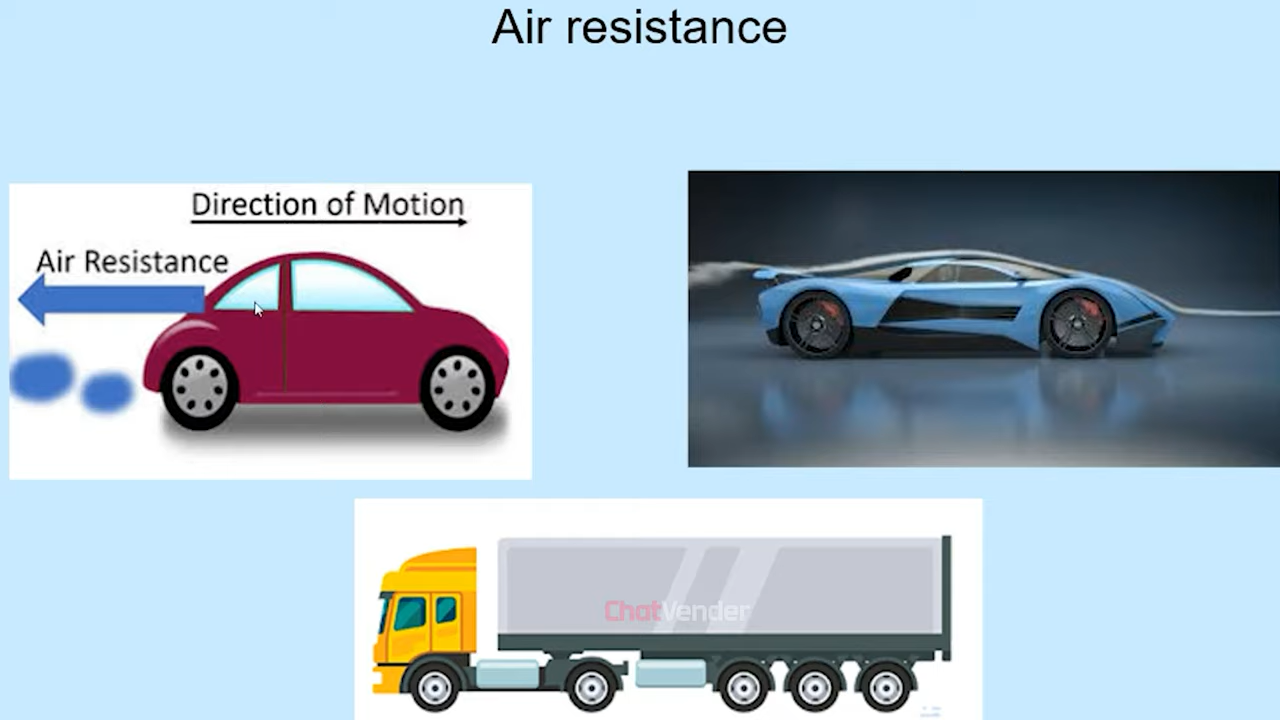 Air resistance
Direction of Motion
Air Resistance
ChatVender